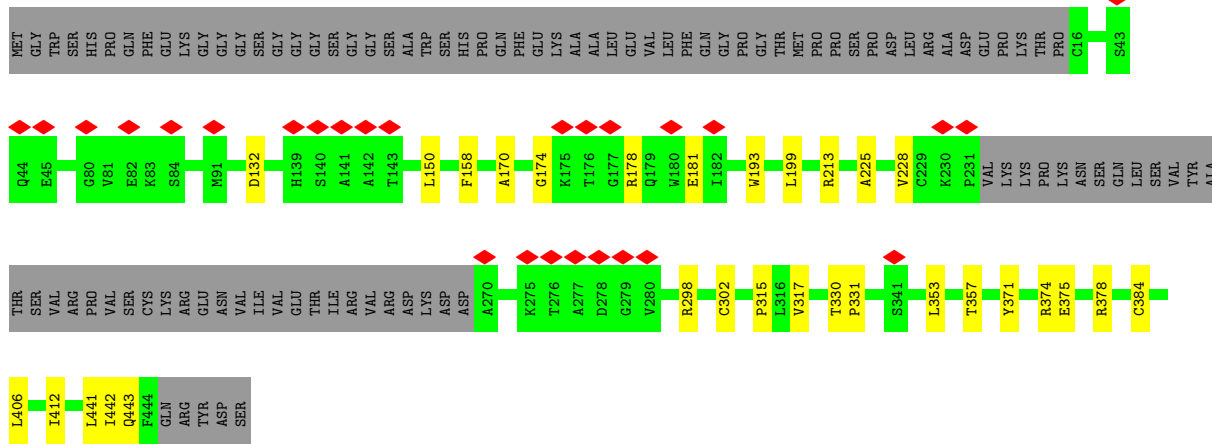 MET GLY TRP SER HIS PRO GLN PHE GLU LYS GLY GLY GLY SER GLY GLY GLY SER GLY GLY SER ALA TRP SER HIS PRO GLN PHE GLU LYS ALA ALA LEU GLU VAL LEU PHE GLN GLY PRO GLY THR MET PRO PRO SER PRO ASP LEU ARG ALA ASP GLU PRO LYS THR PRO C16 S43
Q44 E45 G80 V81 E82 K83 S84 M91 D132 H139 S140 A141 A142 T143 L150 F158 A170 G174 K175 T176 G177 R178 Q179 W180 E181 I182 W193 L199 R213 A225 V228 C229 K230 P231 VAL LYS LYS PRO LYS ASN SER GLN LEU SER VAL TYR ALA
THR SER VAL ARG PRO VAL SER CYS LYS ARG GLU ASN VAL ILE VAL GLU THR ILE ARG VAL ARG ASP LYS ASP ASP A270 K275 T276 A277 D278 G279 V280 R298 C302 P315 L316 V317 T330 P331 S341 L353 T357 Y371 R374 E375 R378 C384
L406 I412 L441 I442 Q443 F444 GLN ARG TYR ASP SER